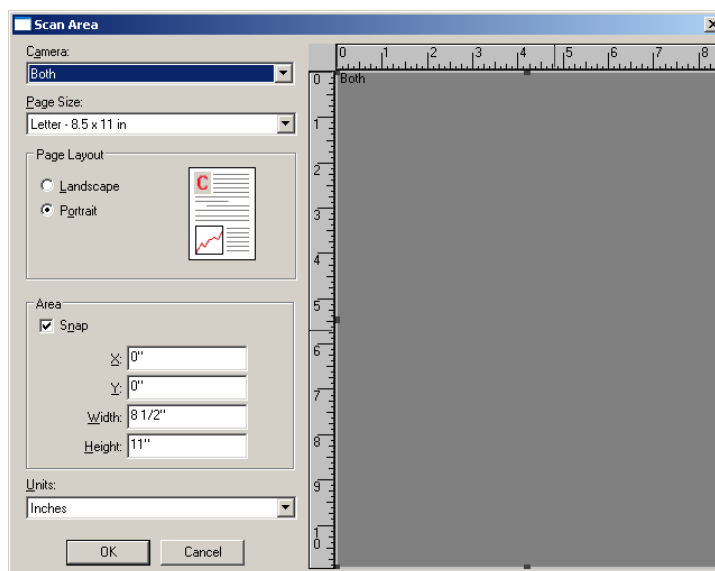 Scan Area
Camera:
Both
Page Size:
Letter - 8.5 x 11 in
Page Layout
Landscape
Portrait
C
Area
Snap
X: 0"
Y: 0"
Width: 8 1/2"
Height: 11"
Units:
Inches
OK Cancel
0 1 2 3 4 5 6 7 8
Both
0
1
2
3
4
5
6
7
8
9
10